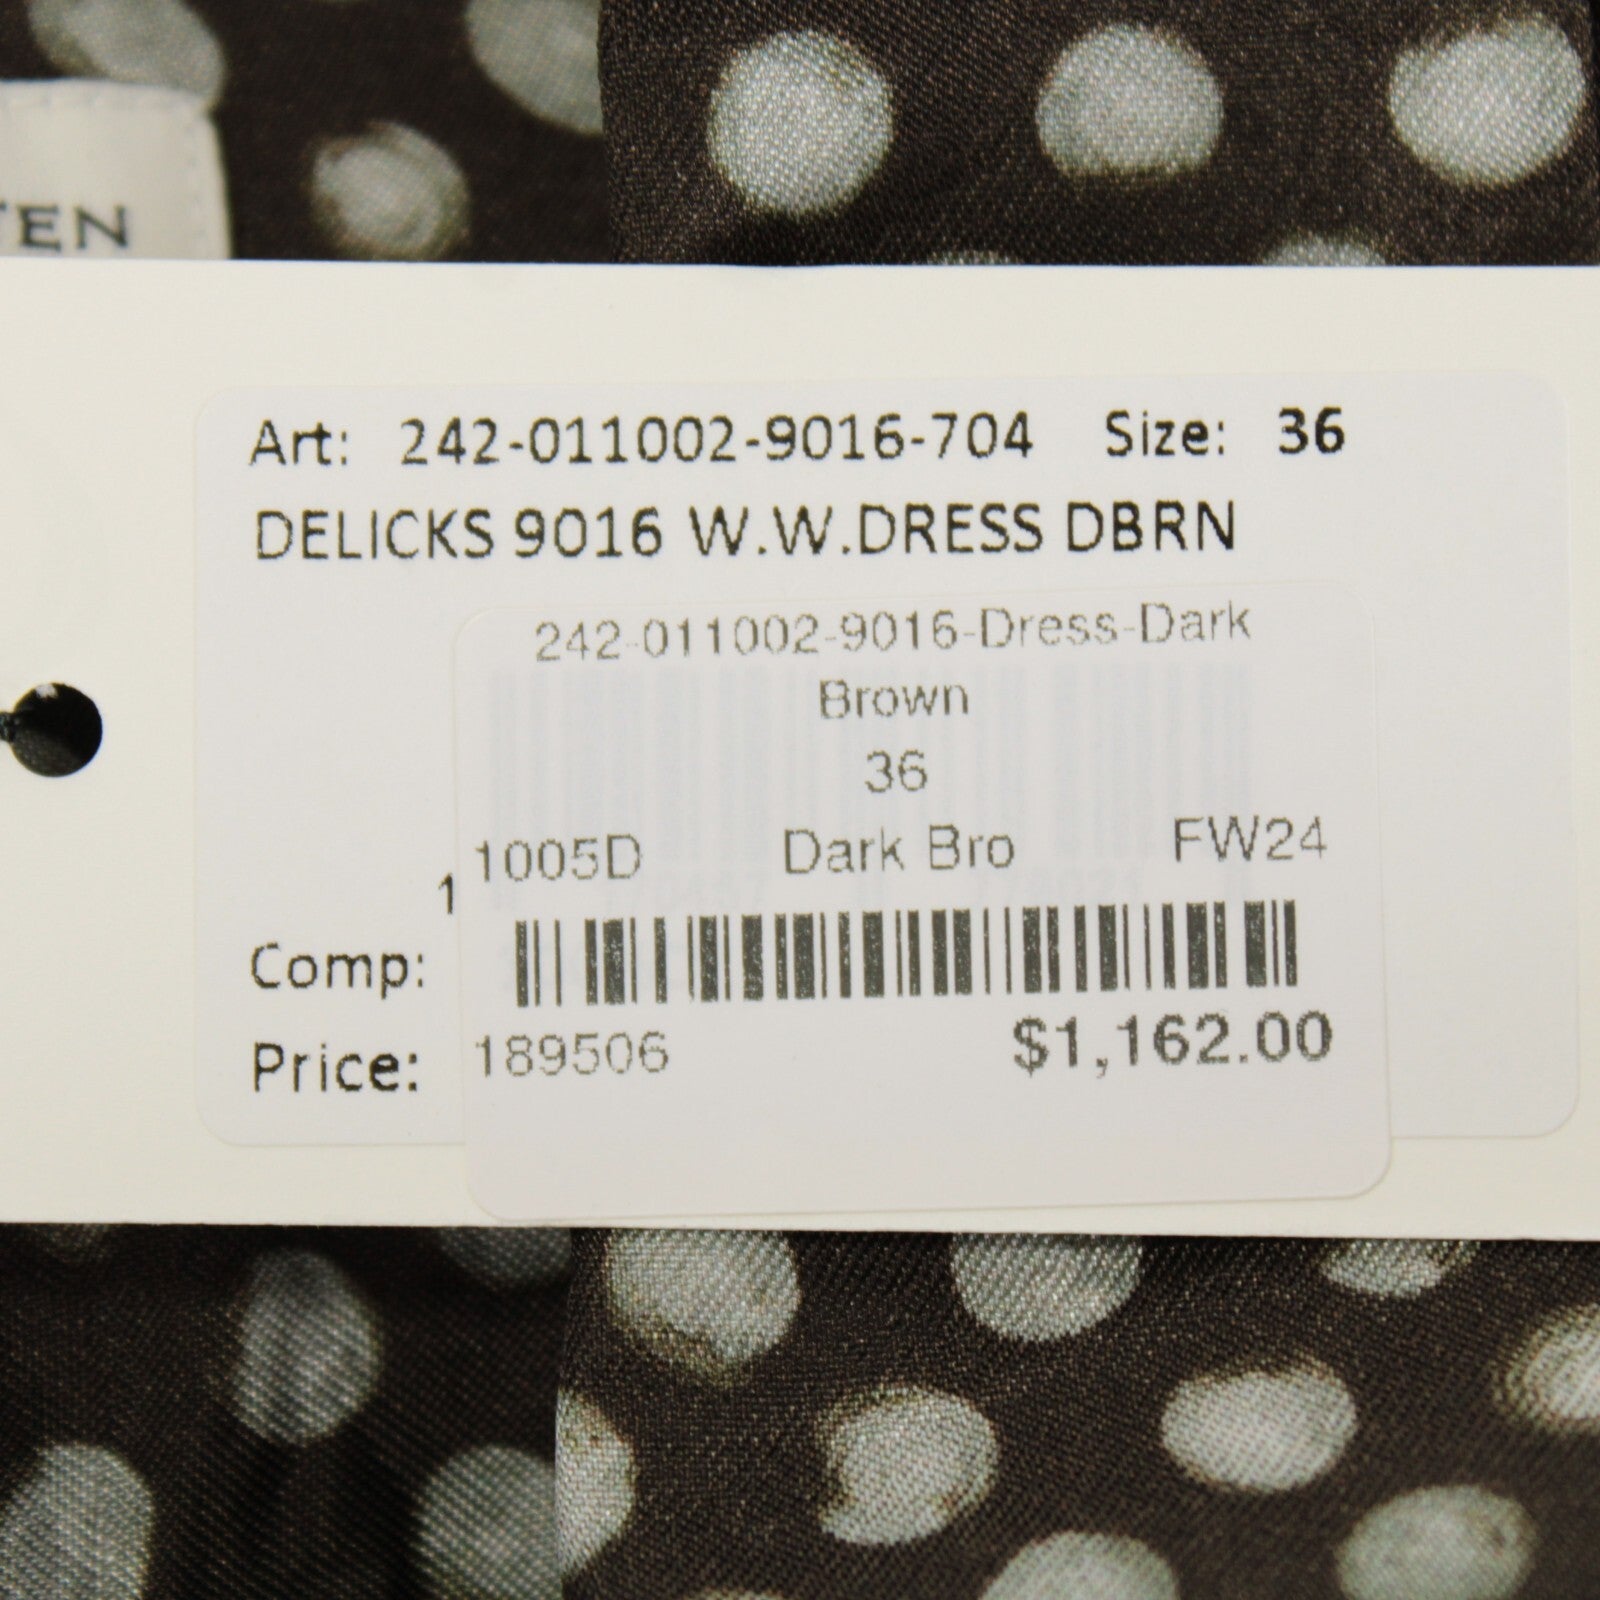 TEN
Art: 242-011002-9016-704 Size: 36
DELICKS 9016 W.W.DRESS DBRN
242-011002-9016-Dress-Dark
Brown
36
1005D Dark Bro FW24
1
Comp:
189506 $1,162.00
Price: